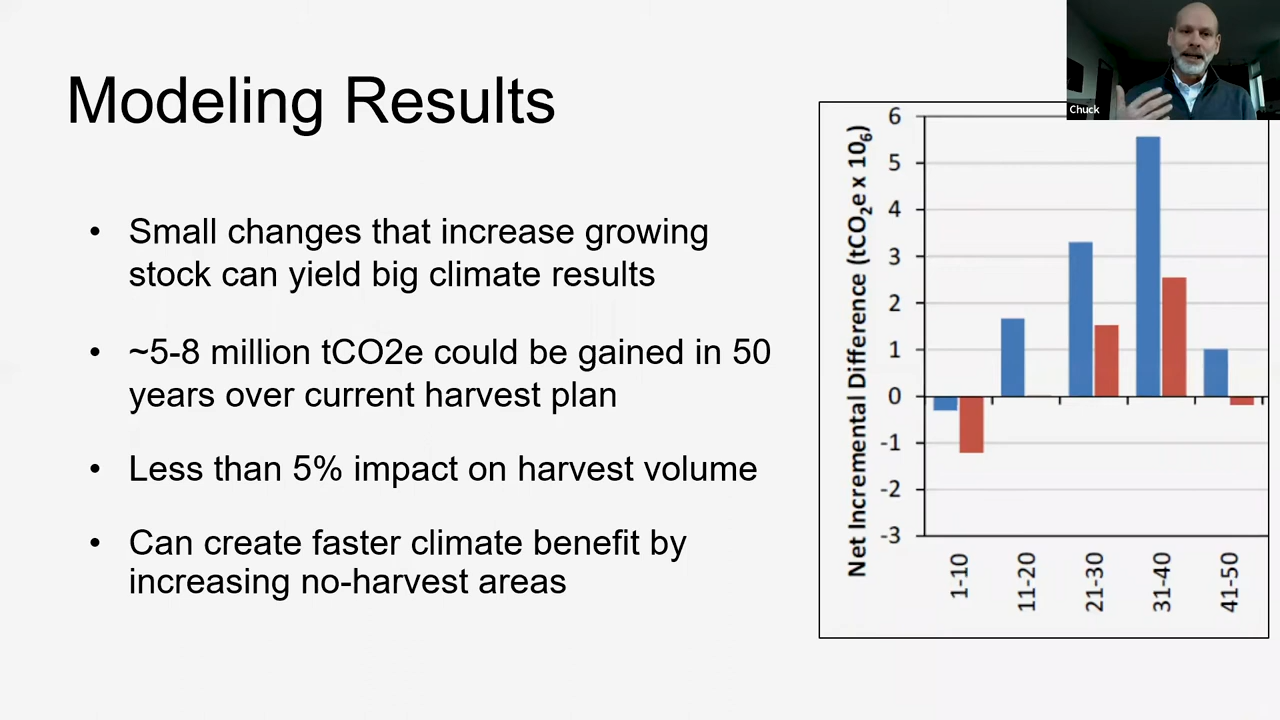 Modeling Results
• Small changes that increase growing
stock can yield big climate results
• ~5-8 million tCO2e could be gained in 50
years over current harvest plan
• Less than 5% impact on harvest volume
• Can create faster climate benefit by
increasing no-harvest areas
Chuck
Net Incremental Difference (tCO₂e x 10₆)
6
5
4
3
2
1
0
-1
-2
-3
1-10
11-20
21-30
31-40
41-50